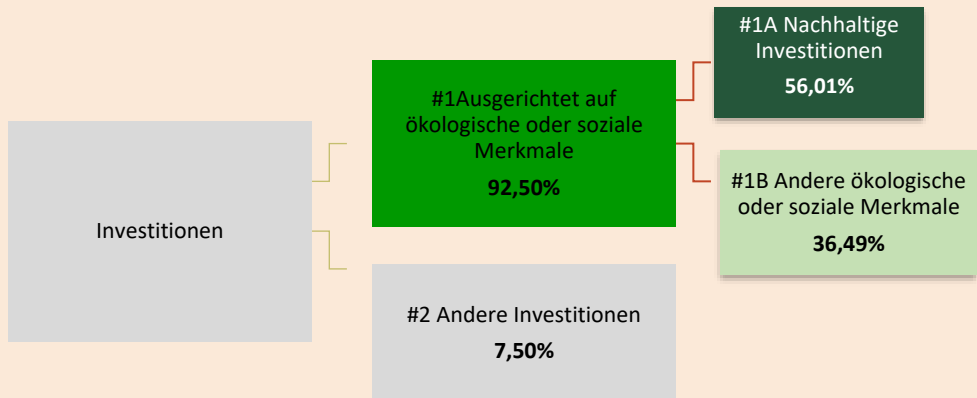 Investitionen
#1Ausgerichtet auf
ökologische oder soziale
Merkmale
92,50%
#2 Andere Investitionen
7,50%
#1A Nachhaltige
Investitionen
56,01%
#1B Andere ökologische
oder soziale Merkmale
36,49%